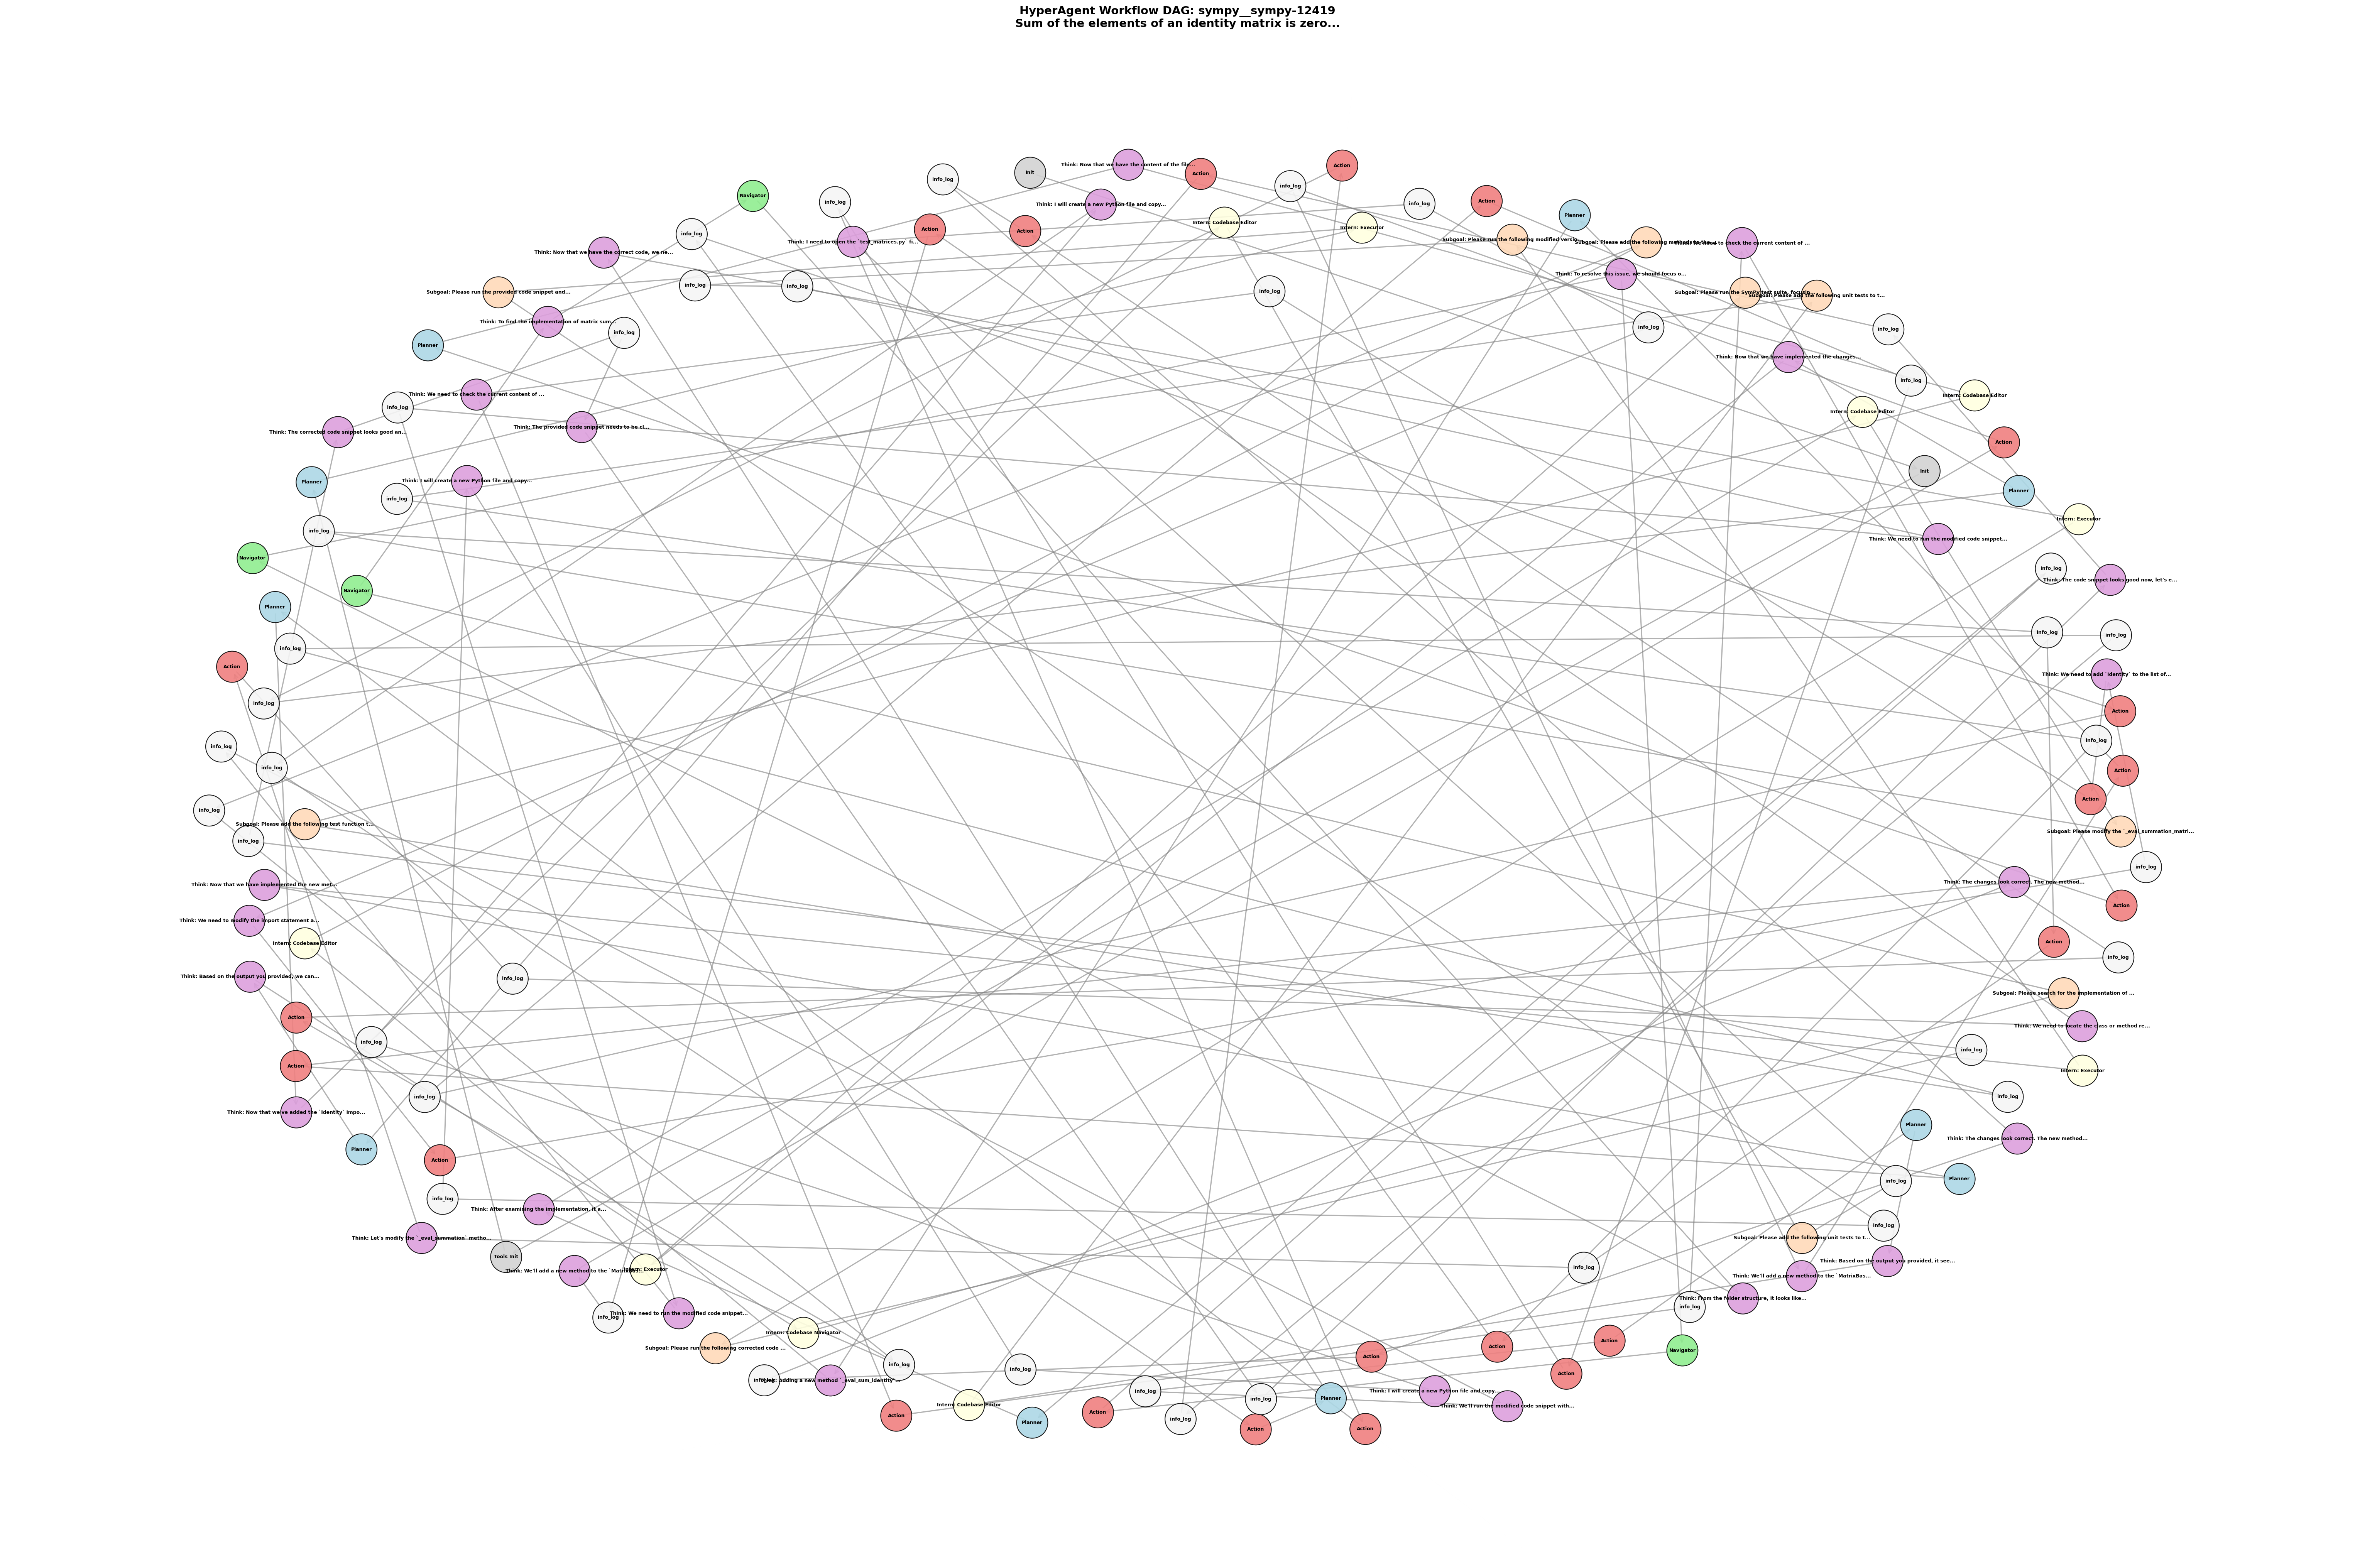 HyperAgent Workflow DAG: sympy__sympy-12419
Sum of the elements of an identity matrix is zero...
Think: Now that we have the content of the file...
Action
Init
Action
info_log
info_log
Navigator
info_log
Action
info_log
Think: I will create a new Python file and copy...
Planner
Intern: Codebase Editor
Intern: Executor
Action
Action
info_log
Think: I need to open the `test_matrices.py` fi...
Subgoal: Please run the following modified versio...
Think: We need to check the current content of ...
Think: Now that we have the correct code, we ne...
Think: To resolve this issue, we should focus o...
info_log
info_log
info_log
Subgoal: Please run the provided code snippet and...
Subgoal: Please run the SymPy test suite, focusin...
Subgoal: Please add the following unit tests to t...
Think: To find the implementation of matrix sum...
info_log
info_log
info_log
Planner
Think: Now that we have implemented the changes...
info_log
Think: We need to check the current content of ...
Intern: Codebase Editor
info_log
Intern: Codebase Editor
Think: The provided code snippet needs to be cl...
Think: The corrected code snippet looks good an...
Action
Init
Think: I will create a new Python file and copy...
Planner
Planner
info_log
Intern: Executor
info_log
Think: We need to run the modified code snippet...
Navigator
info_log
Think: The code snippet looks good now, let's e...
Navigator
Planner
info_log
info_log
info_log
Action
Think: We need to add `Identity` to the list of...
info_log
Action
info_log
info_log
info_log
Action
Action
info_log
Subgoal: Please add the following test function t...
Subgoal: Please modify the `_eval_summation_matri...
info_log
info_log
Think: The changes look correct. The new method...
Think: Now that we have implemented the new met...
Action
Think: We need to modify the import statement a...
Intern: Codebase Editor
Action
info_log
Think: Based on the output you provided, we can...
info_log
Subgoal: Please search for the implementation of ...
Action
Think: We need to locate the class or method re...
info_log
info_log
Action
Intern: Executor
info_log
info_log
Think: Now that we've added the `Identity` impo...
Planner
Think: The changes look correct. The new method...
Planner
Action
Planner
info_log
info_log
Think: After examining the implementation, it a...
info_log
Think: Let's modify the `_eval_summation` metho...
Subgoal: Please add the following unit tests to t...
Tools Init
Think: Based on the output you provided, it see...
info_log
Intern: Executor
Think: We'll add a new method to the `MatrixBas...
Think: From the folder structure, it looks like...
info_log
Think: We need to run the modified code snippet...
info_log
Intern: Codebase Navigator
Action
Action
Subgoal: Please run the following corrected code ...
Navigator
Action
info_log
info_log
Action
Think: Adding a new method `_eval_sum_identity`
info_log
Think: I will create a new Python file and copy...
Planner
info_log
Intern: Codebase Editor
Think: We'll run the modified code snippet with...
Action
Action
info_log
Planner
Action
Action